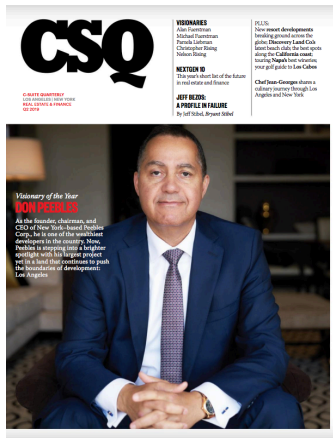 CSQ
C-SUITE QUARTERLY
LOS ANGELES | NEW YORK
REAL ESTATE & FINANCE
Q2 2019
VISIONARIES
Alan Fuerstman
Michael Fuerstman
Pamela Liebman
Christopher Rising
Nelson Rising
NEXTGEN 10
This year's short list of the future
in real estate and finance
JEFF BEZOS:
A PROFILE IN FAILURE
By Jeff Stibel, Bryant Stibel
PLUS:
New resort developments
breaking ground across the
globe; Discovery Land Co.'s
latest beach club; the best spots
along the California coast;
touring Napa's best wineries;
your golf guide to Los Cabos
Chef Jean-Georges shares a
culinary journey through Los
Angeles and New York
Visionary of the Year
DON PEEBLES
As the founder, chairman, and
CEO of New York–based Peebles
Corp., he is one of the wealthiest
developers in the country. Now,
Peebles is stepping into a brighter
spotlight with his largest project
yet in a land that continues to push
the boundaries of development:
Los Angeles